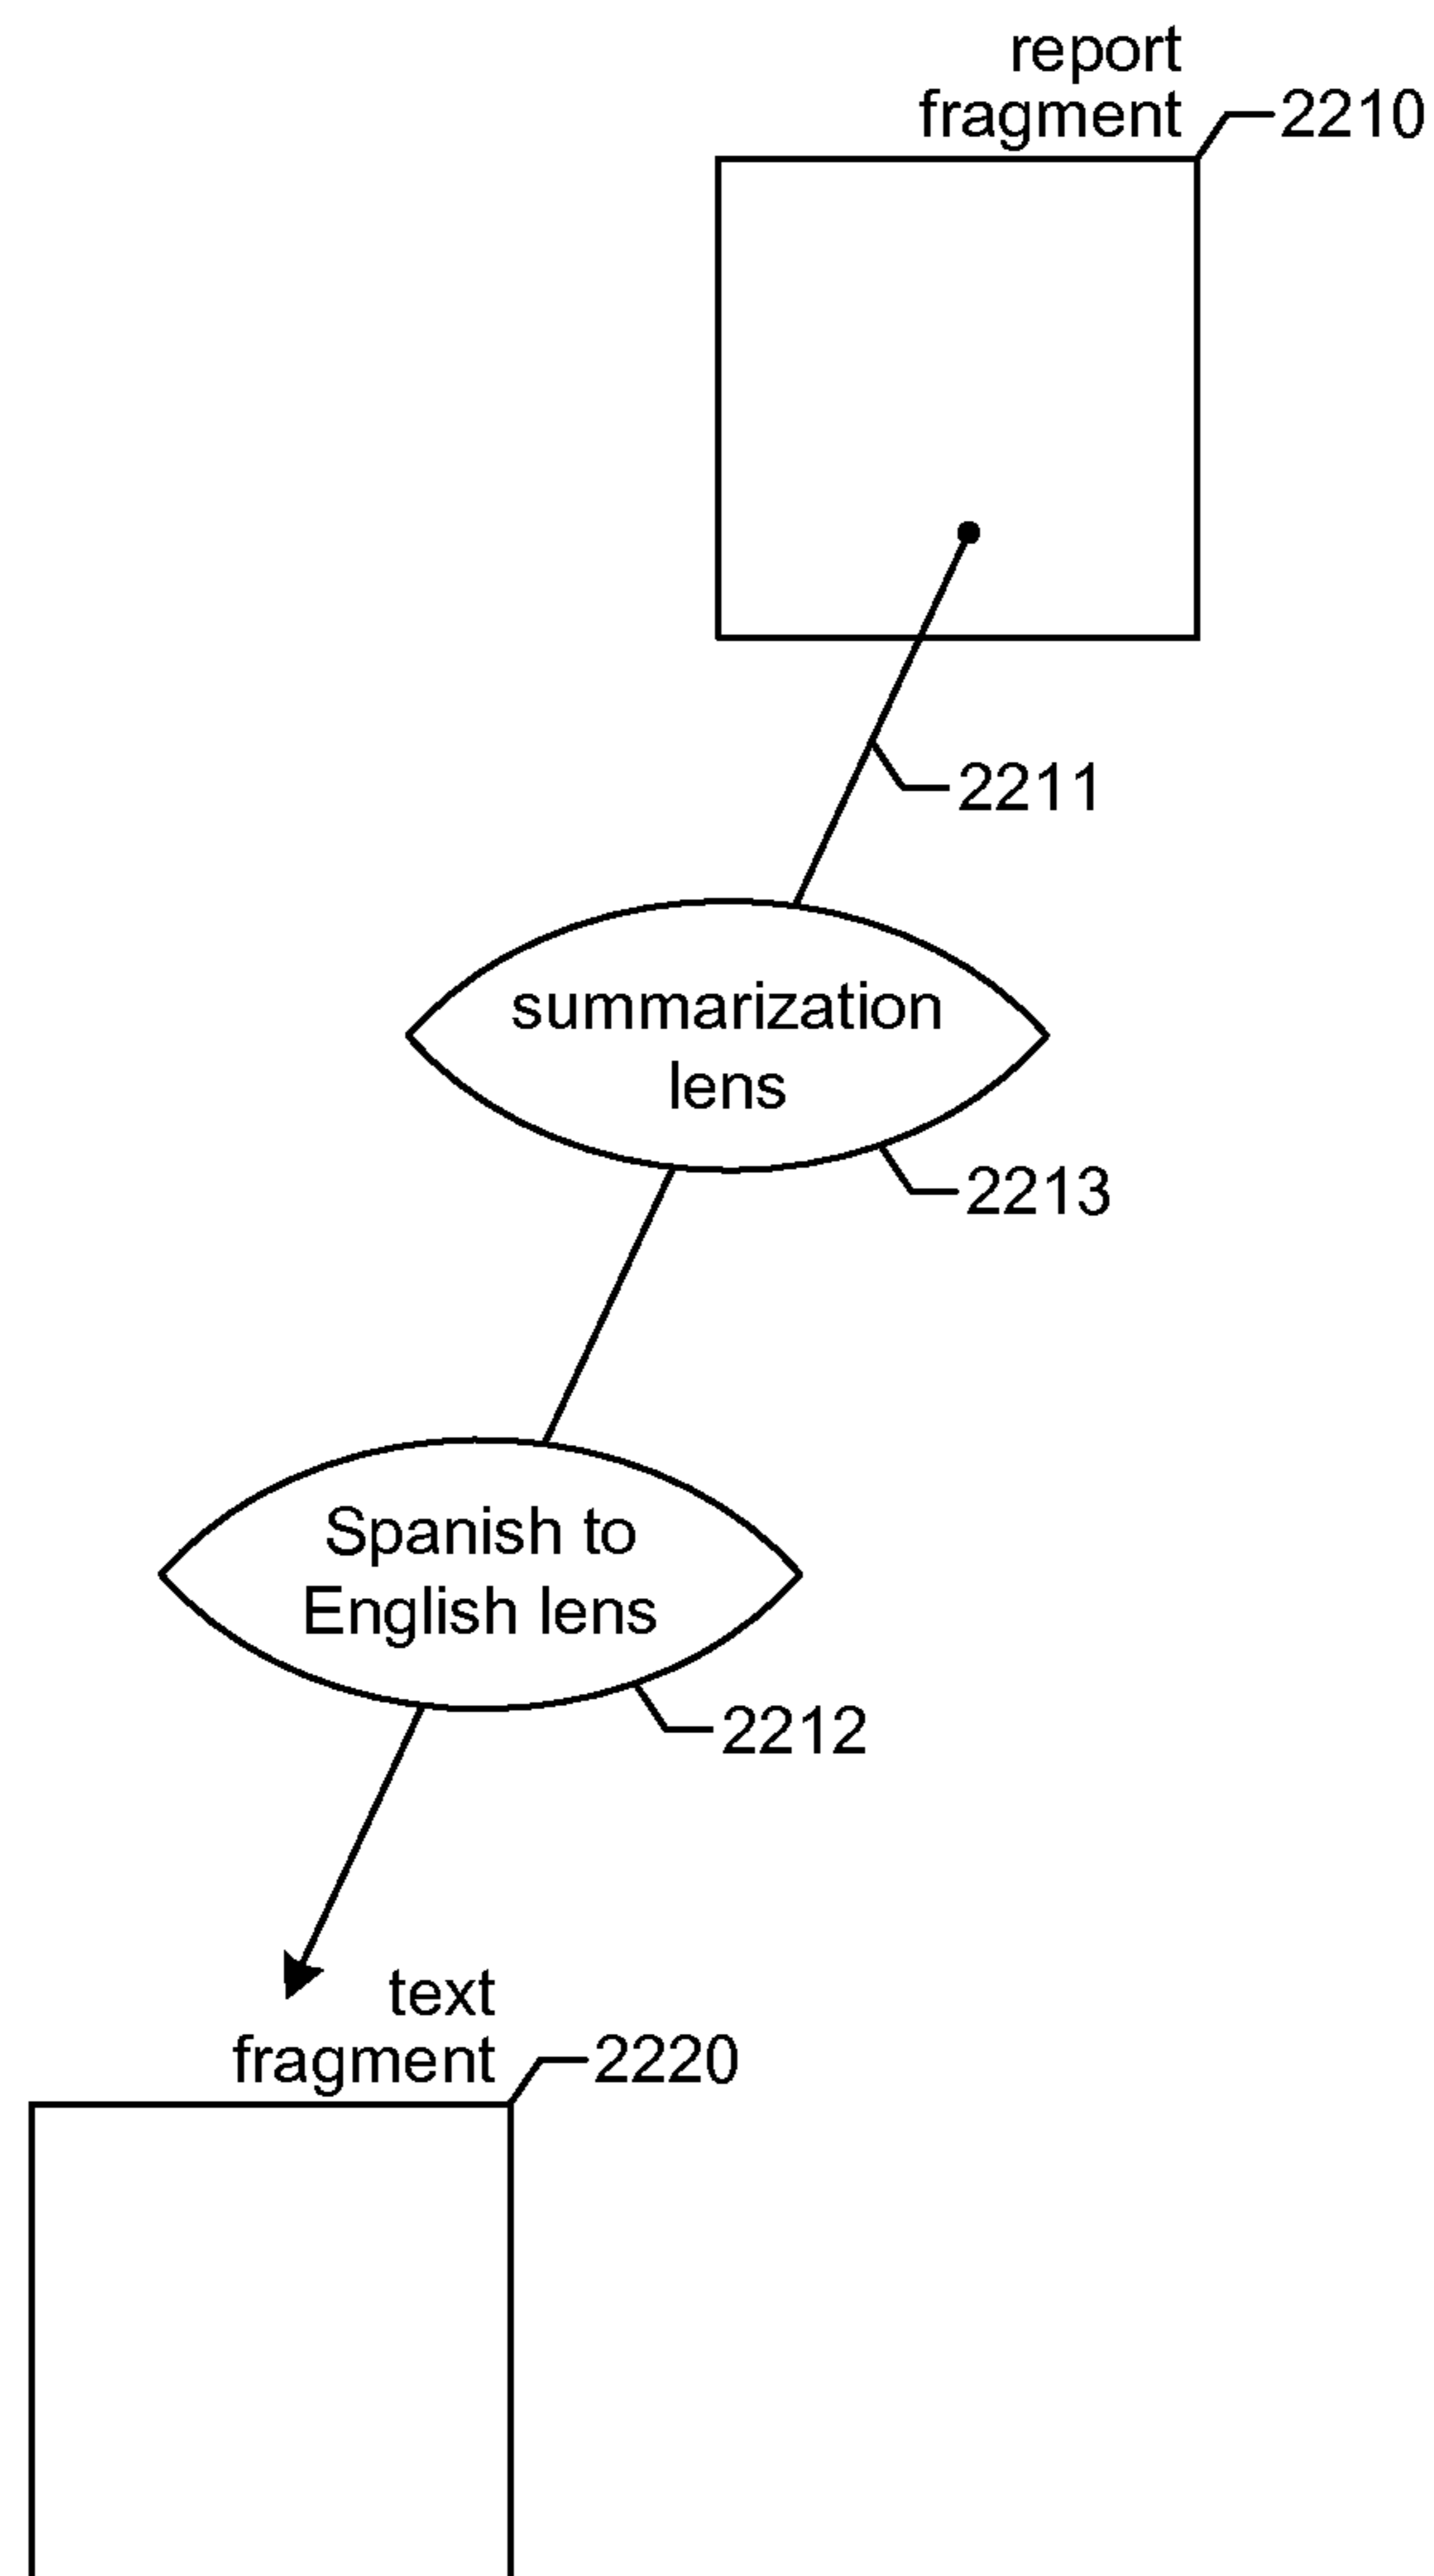 report
fragment
2210
2211
summarization
lens
2213
Spanish to
English lens
2212
text
fragment
2220